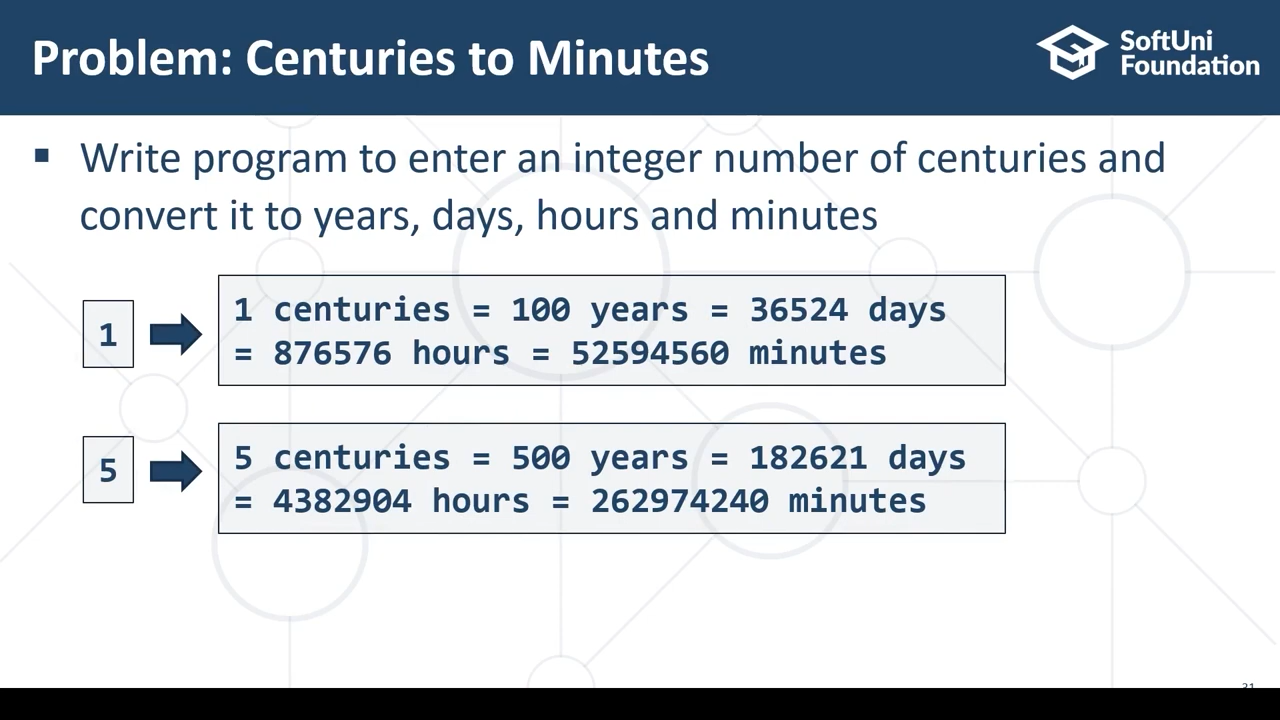 Problem: Centuries to Minutes
SoftUni
Foundation
▪ Write program to enter an integer number of centuries and
convert it to years, days, hours and minutes
1
1 centuries = 100 years = 36524 days
= 876576 hours = 52594560 minutes
5
5 centuries = 500 years = 182621 days
= 4382904 hours = 262974240 minutes